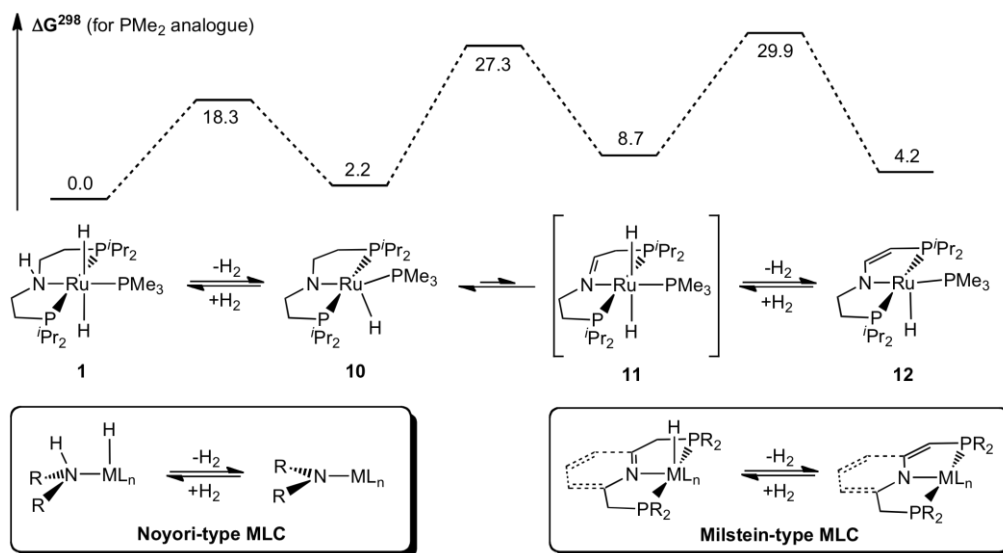 ΔG²⁹⁸ (for PMe₂ analogue)
0.0
18.3
2.2
27.3
8.7
29.9
4.2
H H PⁱPr₂ N Ru PMe₃ P H ⁱPr₂
-H₂
+H₂
PⁱPr₂ N Ru PMe₃ P H ⁱPr₂
H PⁱPr₂ N Ru PMe₃ P H ⁱPr₂
-H₂
+H₂
PⁱPr₂ N Ru PMe₃ P H ⁱPr₂
1
10
11
12
H H R N MLₙ R
-H₂
+H₂
R N MLₙ R
Noyori-type MLC
H PR₂ N MLₙ PR₂
-H₂
+H₂
PR₂ N MLₙ PR₂
Milstein-type MLC